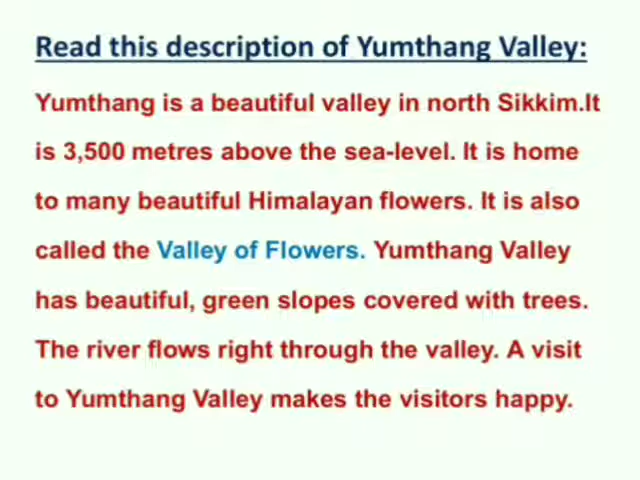 Read this description of Yumthang Valley:
Yumthang is a beautiful valley in north Sikkim.It
is 3,500 metres above the sea-level. It is home
to many beautiful Himalayan flowers. It is also
called the Valley of Flowers. Yumthang Valley
has beautiful, green slopes covered with trees.
The river flows right through the valley. A visit
to Yumthang Valley makes the visitors happy.